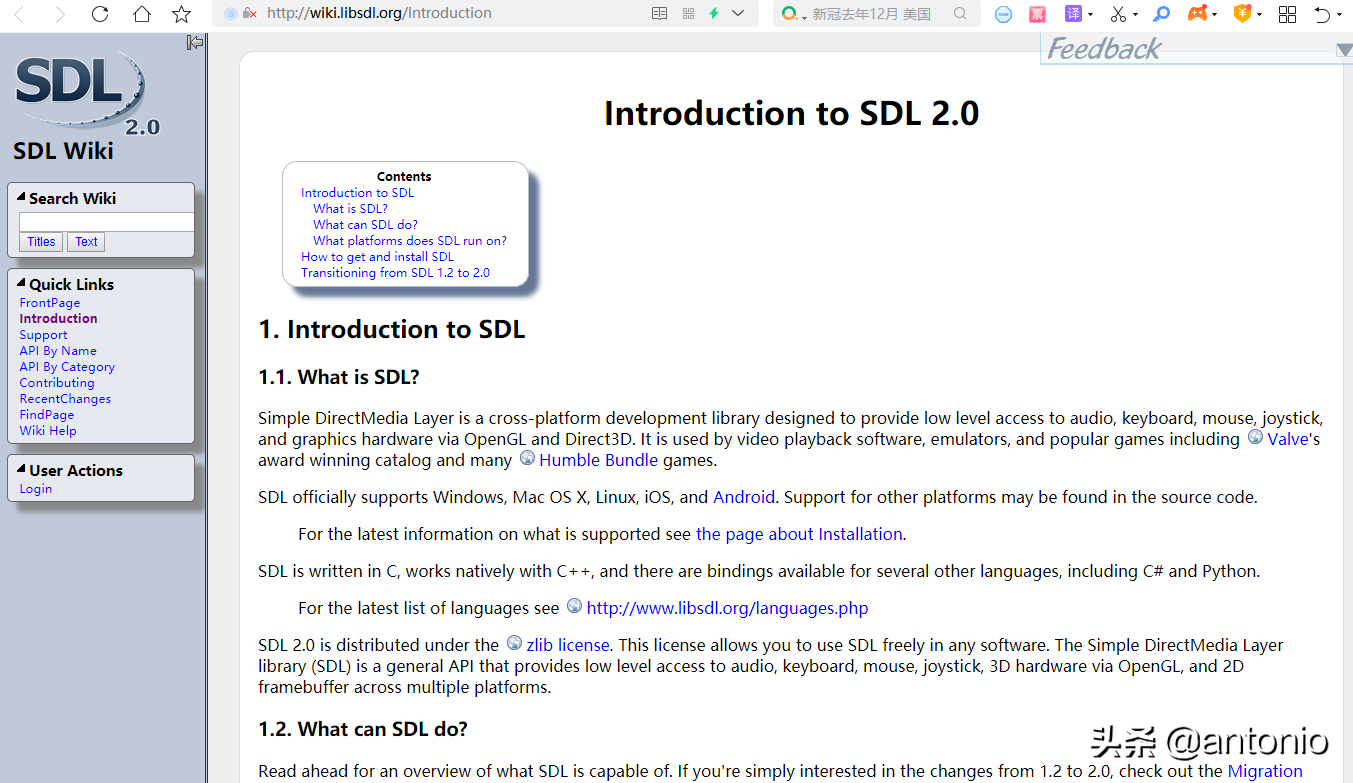 http://wiki.libsdl.org/Introduction
新冠去年12月 美国
票
译
Feedback
SDL
2.0
SDL Wiki
Search Wiki
Titles Text
Quick Links
FrontPage
Introduction
Support
API By Name
API By Category
Contributing
RecentChanges
FindPage
Wiki Help
User Actions
Login
Introduction to SDL 2.0
Contents
Introduction to SDL
What is SDL?
What can SDL do?
What platforms does SDL run on?
How to get and install SDL
Transitioning from SDL 1.2 to 2.0
1. Introduction to SDL
1.1. What is SDL?
Simple DirectMedia Layer is a cross-platform development library designed to provide low level access to audio, keyboard, mouse, joystick,
and graphics hardware via OpenGL and Direct3D. It is used by video playback software, emulators, and popular games including Valve's
award winning catalog and many Humble Bundle games.
SDL officially supports Windows, Mac OS X, Linux, iOS, and Android. Support for other platforms may be found in the source code.
For the latest information on what is supported see the page about Installation.
SDL is written in C, works natively with C++, and there are bindings available for several other languages, including C# and Python.
For the latest list of languages see http://www.libsdl.org/languages.php
SDL 2.0 is distributed under the zlib license. This license allows you to use SDL freely in any software. The Simple DirectMedia Layer
library (SDL) is a general API that provides low level access to audio, keyboard, mouse, joystick, 3D hardware via OpenGL, and 2D
framebuffer across multiple platforms.
1.2. What can SDL do?
Read ahead for an overview of what SDL is capable of. If you're simply interested in the changes from 1.2 to 2.0, check out the Migration
头条 @antonio